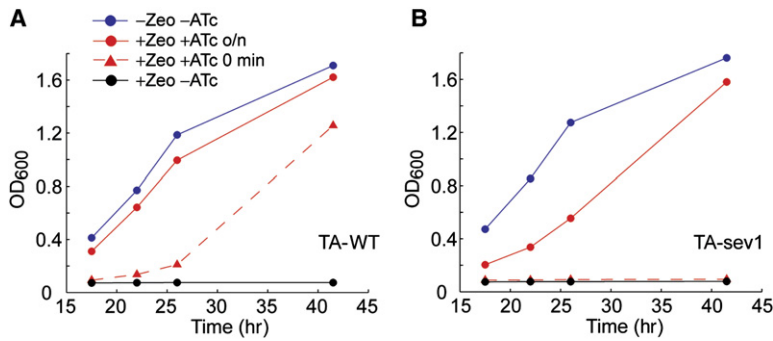 A
–Zeo –ATc
+Zeo +ATc o/n
+Zeo +ATc 0 min
+Zeo –ATc
OD600
1.6
1.2
0.8
0.4
0
15 20 25 30 35 40 45
Time (hr)
TA-WT
B
OD600
1.6
1.2
0.8
0.4
0
15 20 25 30 35 40 45
Time (hr)
TA-sev1